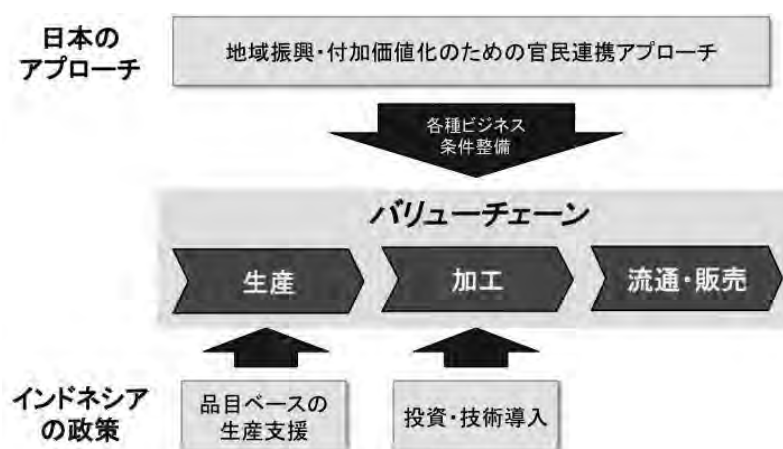 日本の
アプローチ
地域振興・付加価値化のための官民連携アプローチ
各種ビジネス
条件整備
バリューチェーン
生産
加工
流通・販売
インドネシア
の政策
品目ベースの
生産支援
投資・技術導入